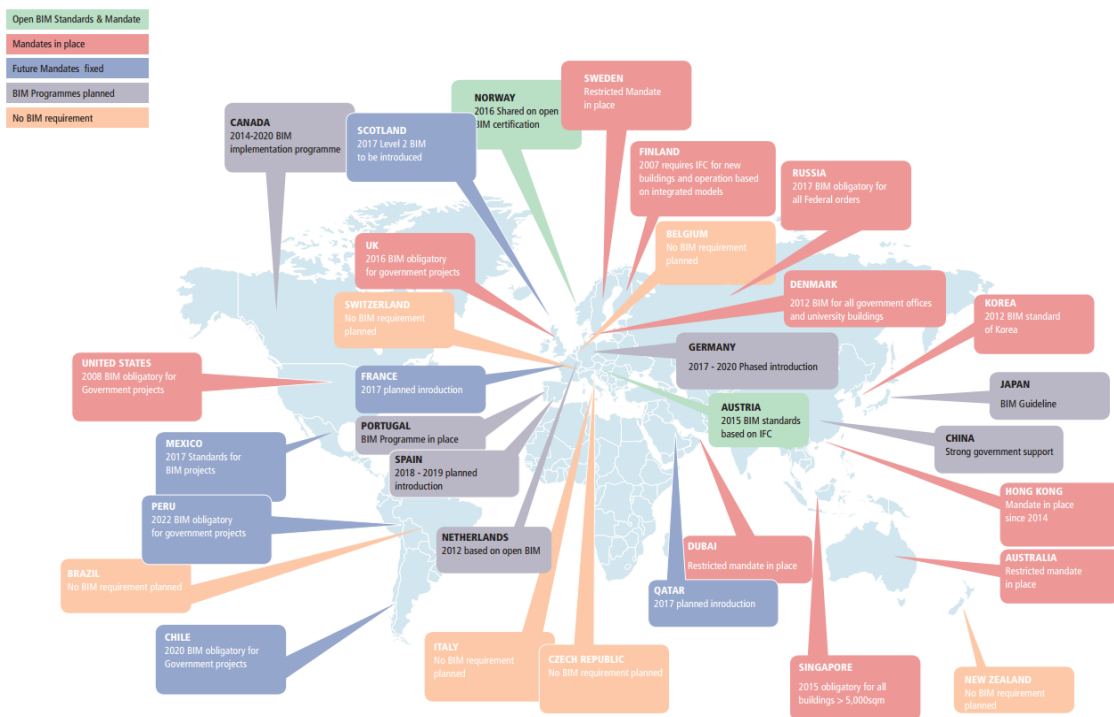 Open BIM Standards & Mandate
Mandates in place
Future Mandates fixed
BIM Programmes planned
No BIM requirement
CANADA
2014-2020 BIM
implementation programme
SCOTLAND
2017 Level 2 BIM
to be introduced
NORWAY
2016 Shared on open
BIM certification
SWEDEN
Restricted Mandate
in place
FINLAND
2007 requires IFC for new
buildings and operation based
on integrated models
RUSSIA
2017 BIM obligatory for
all Federal orders
BELGIUM
No BIM requirement
planned
UK
2016 BIM obligatory
for government projects
SWITZERLAND
No BIM requirement
planned
DENMARK
2012 BIM for all government offices
and university buildings
KOREA
2012 BIM standard
of Korea
GERMANY
2017 - 2020 Phased introduction
UNITED STATES
2008 BIM obligatory for
Government projects
FRANCE
2017 planned inroduction
JAPAN
BIM Guideline
AUSTRIA
2015 BIM standards
based on IFC
PORTUGAL
BIM Programme in place
MEXICO
2017 Standards for
BIM projects
SPAIN
2018 - 2019 planned
introduction
CHINA
Strong government support
HONG KONG
Mandate in place
since 2014
PERU
2022 BIM obligatory
for government projects
NETHERLANDS
2012 based on open BIM
DUBAI
Restricted mandate in place
AUSTRALIA
Restricted mandate
in place
BRAZIL
No BIM requirement planned
QATAR
2017 planned inroduction
CHILE
2020 BIM obligatory for
Government projects
ITALY
No BIM requirement
planned
CZECH REPUBLIC
No BIM requirement planned
SINGAPORE
2015 obligatory for all
buildings > 5,000sqm
NEW ZEALAND
No BIM requirement
planned